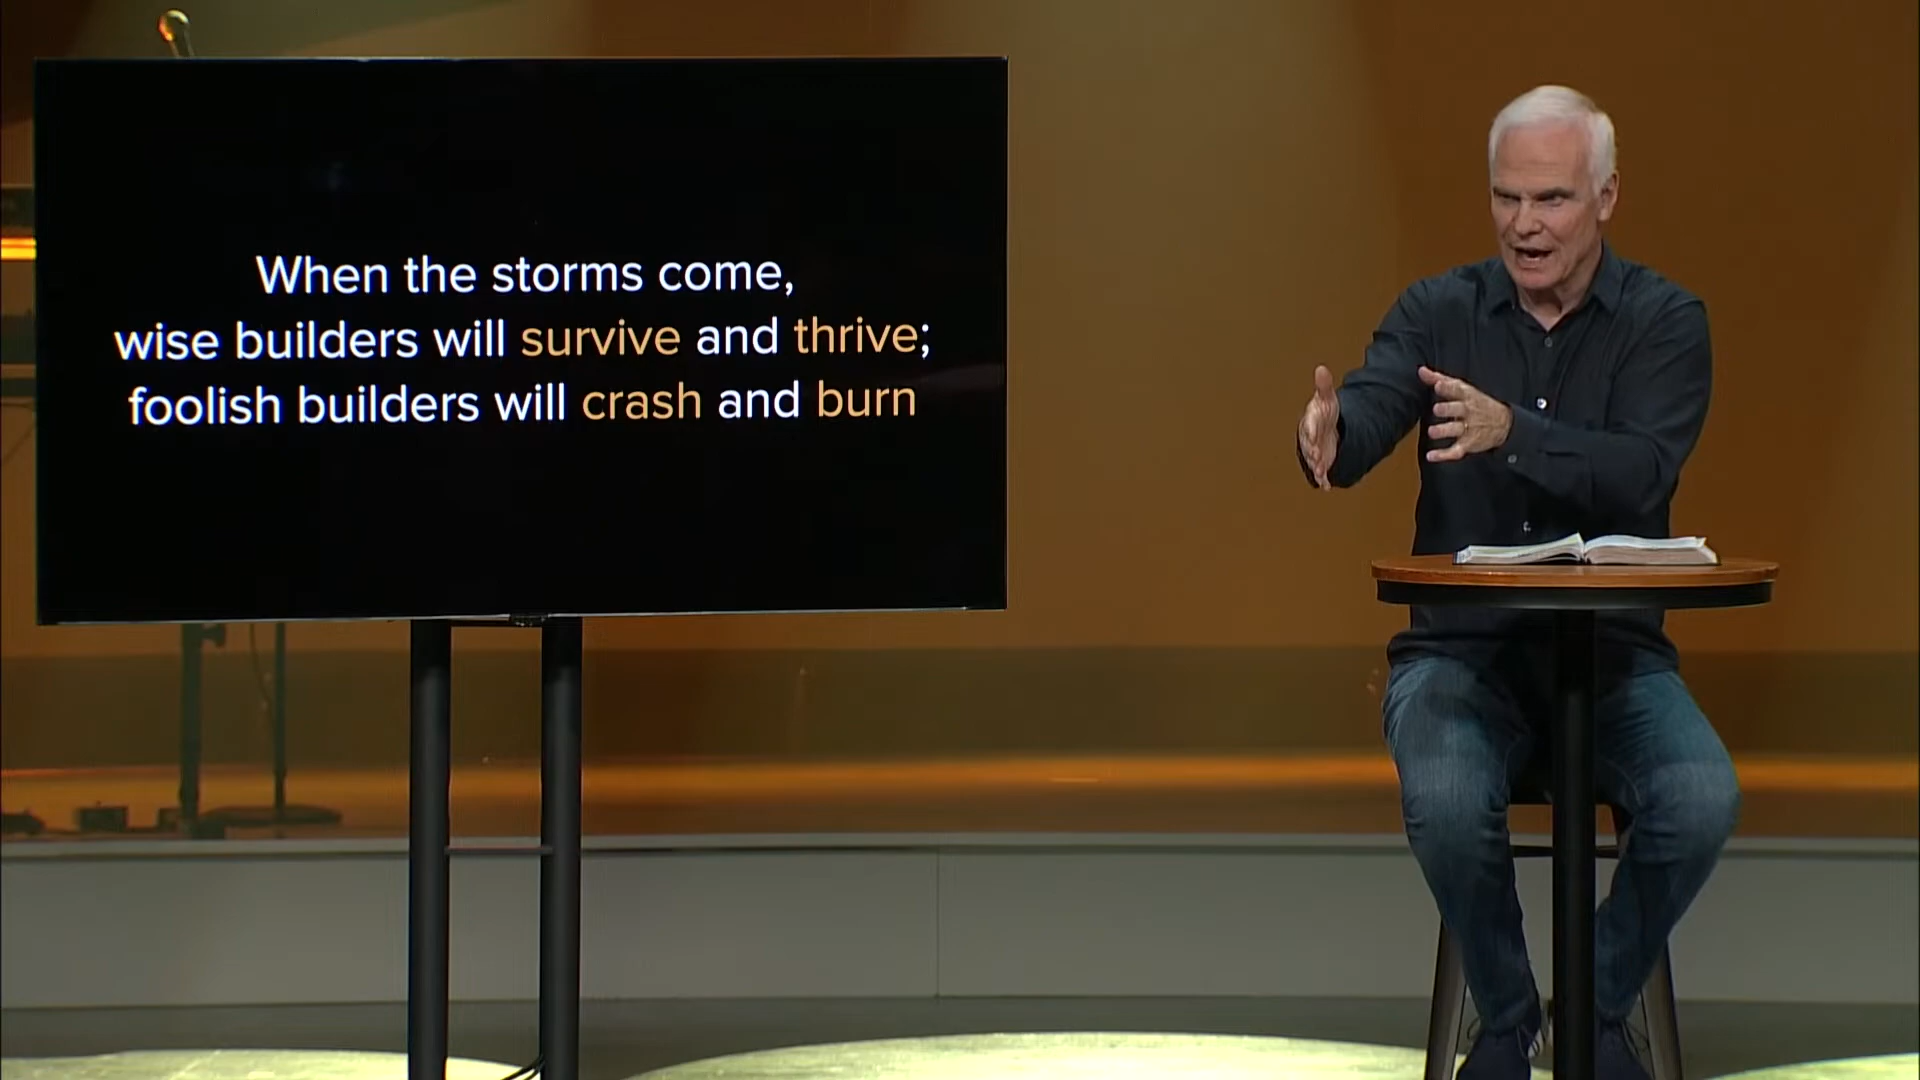 When the storms come,
wise builders will survive and thrive;
foolish builders will crash and burn